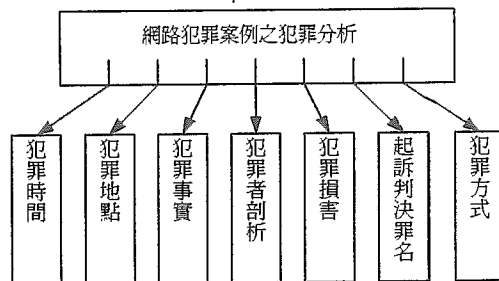 網路犯罪案例之犯罪分析
犯罪時間
犯罪地點
犯罪事實
犯罪者剖析
犯罪損害
起訴判決罪名
犯罪方式